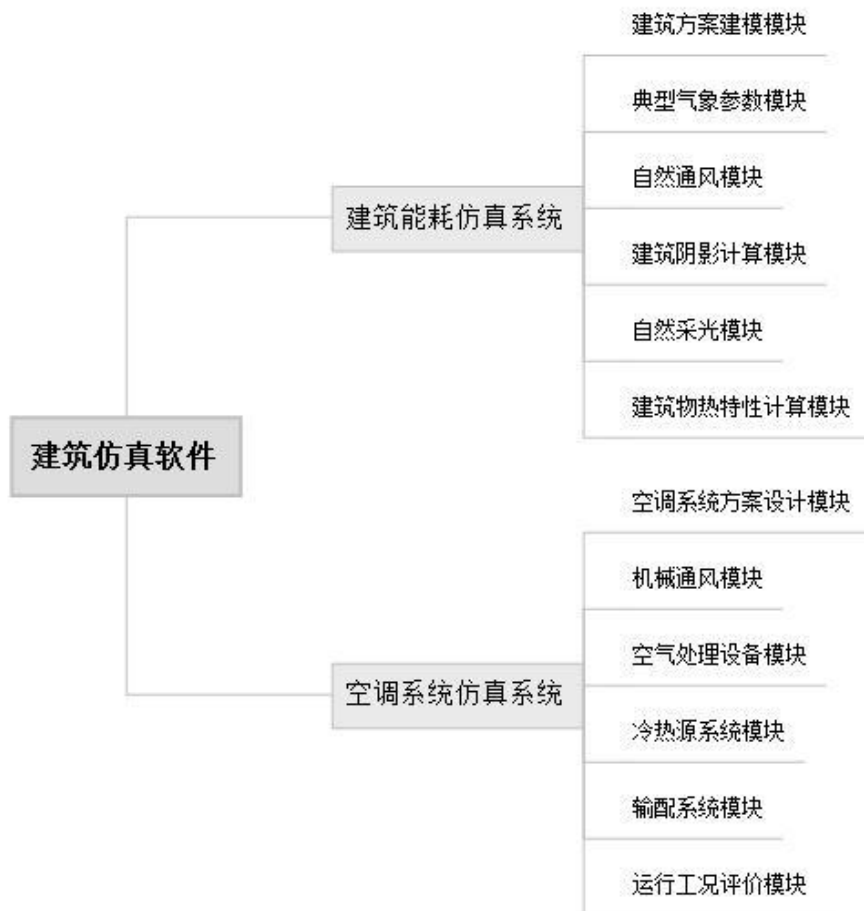 建筑仿真软件
建筑能耗仿真系统
建筑方案建模模块
典型气象参数模块
自然通风模块
建筑阴影计算模块
自然采光模块
建筑物热特性计算模块
空调系统仿真系统
空调系统方案设计模块
机械通风模块
空气处理设备模块
冷热源系统模块
输配系统模块
运行工况评价模块